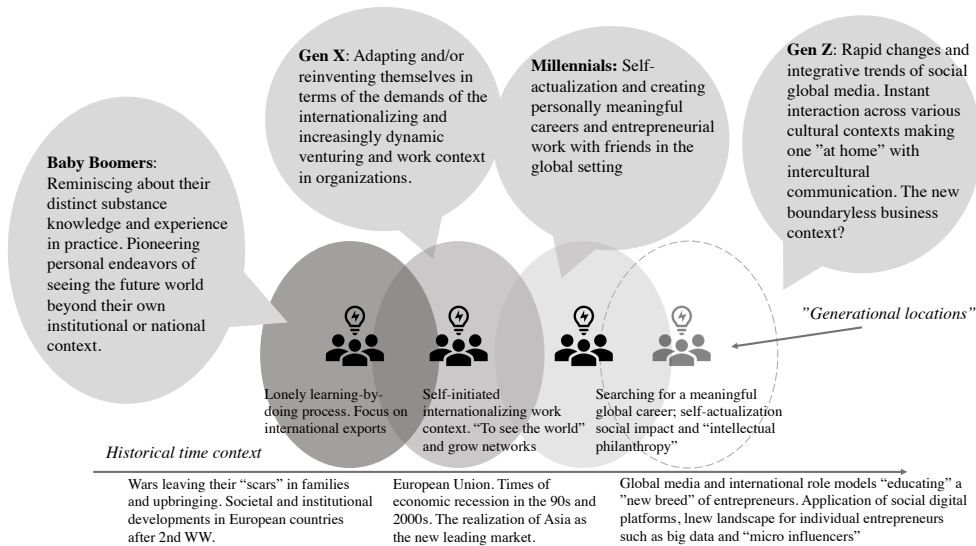 Baby Boomers:
Reminiscing about their
distinct substance
knowledge and experience
in practice. Pioneering
personal endeavors of
seeing the future world
beyond their own
institutional or national
context.
Gen X: Adapting and/or
reinventing themselves in
terms of the demands of the
internationalizing and
increasingly dynamic
venturing and work context
in organizations.
Millennials: Self-
actualization and creating
personally meaningful
careers and entrepreneurial
work with friends in the
global setting
Gen Z: Rapid changes and
integrative trends of social
global media. Instant
interaction across various
cultural contexts making
one ”at home” with
intercultural
communication. The new
boundaryless business
context?
”Generational locations”
Lonely learning-by-
doing process. Focus on
international exports
Self-initiated
internationalizing work
context. “To see the world”
and grow networks
Searching for a meaningful
global career; self-actualization
social impact and “intellectual
philanthropy”
Historical time context
Wars leaving their “scars” in families
and upbringing. Societal and institutional
developments in European countries
after 2nd WW.
European Union. Times of
economic recession in the 90s and
2000s. The realization of Asia as
the new leading market.
Global media and international role models “educating” a
”new breed” of entrepreneurs. Application of social digital
platforms, lnew landscape for individual entrepreneurs
such as big data and “micro influencers”